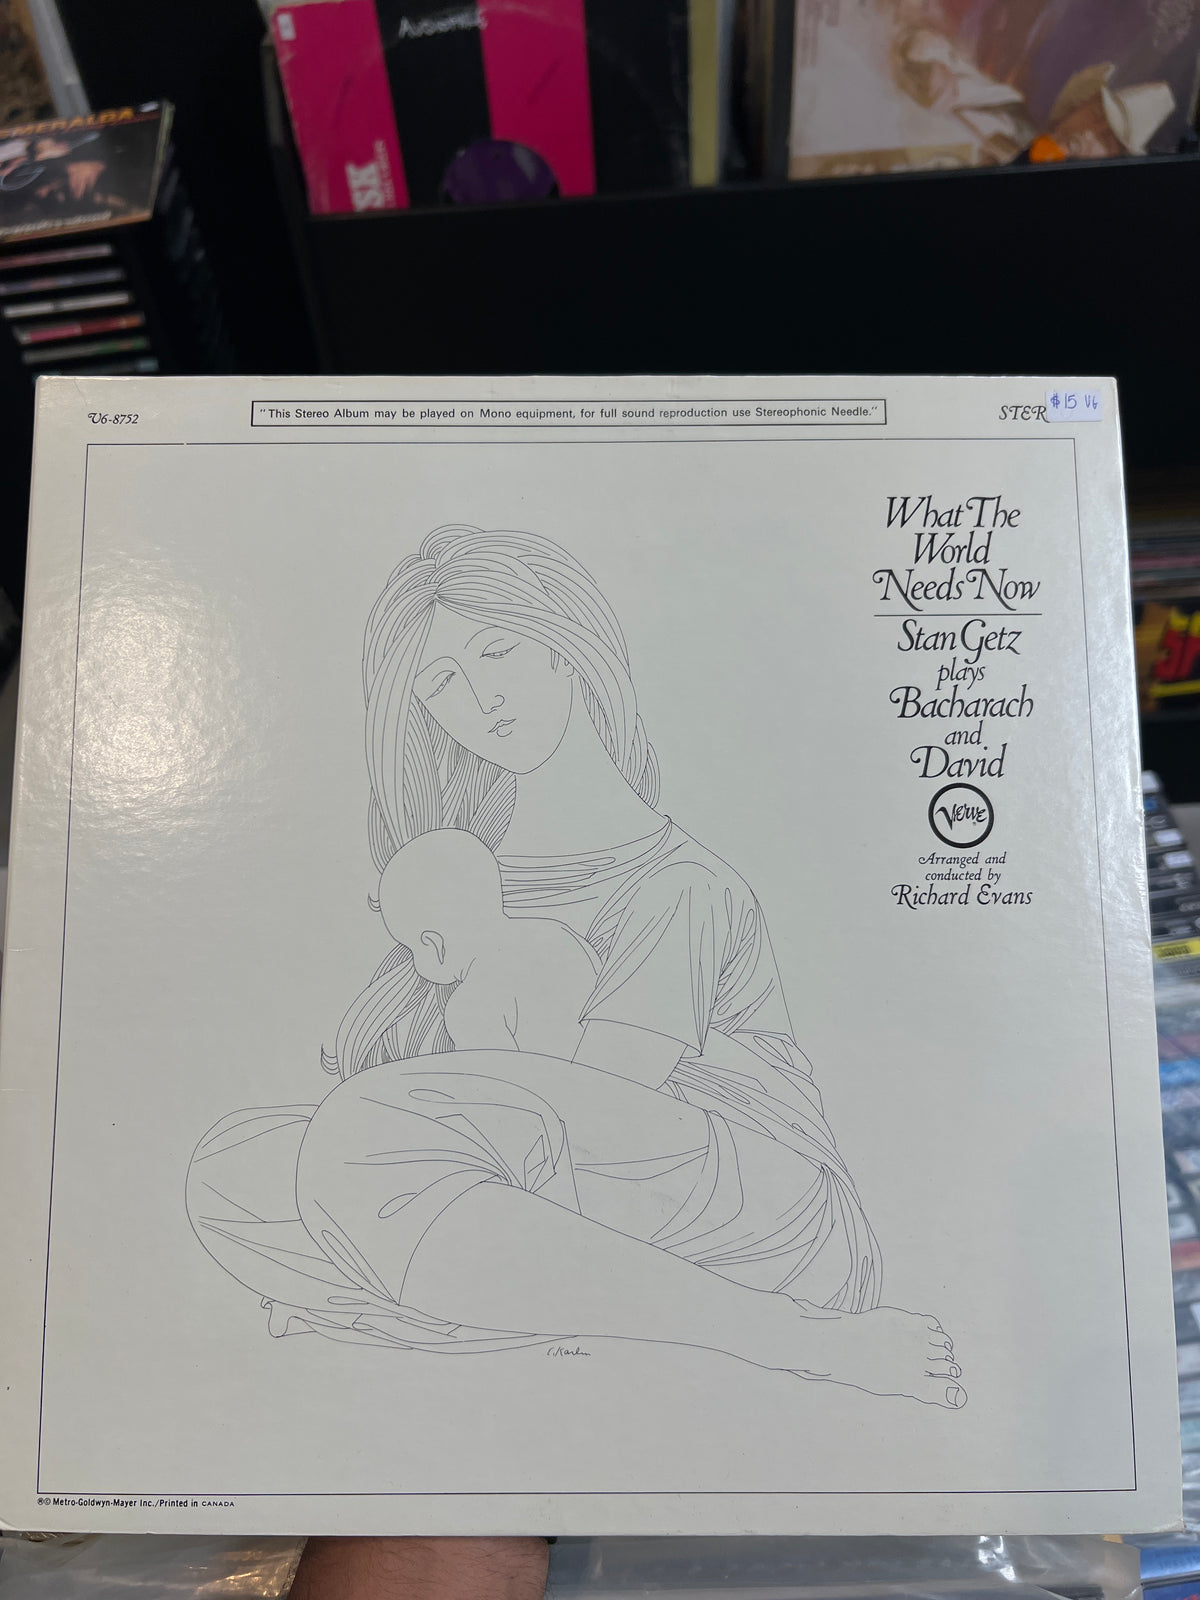 MERALDA
SK
V6-8752
"This Stereo Album may be played on Mono equipment, for full sound reproduction use Stereophonic Needle."
STER
$15 VG
What The
World
Needs Now
Stan Getz
plays
Bacharach
and
David
Verve
Arranged and
conducted by
Richard Evans
℗© Metro-Goldwyn-Mayer Inc./Printed in CANADA